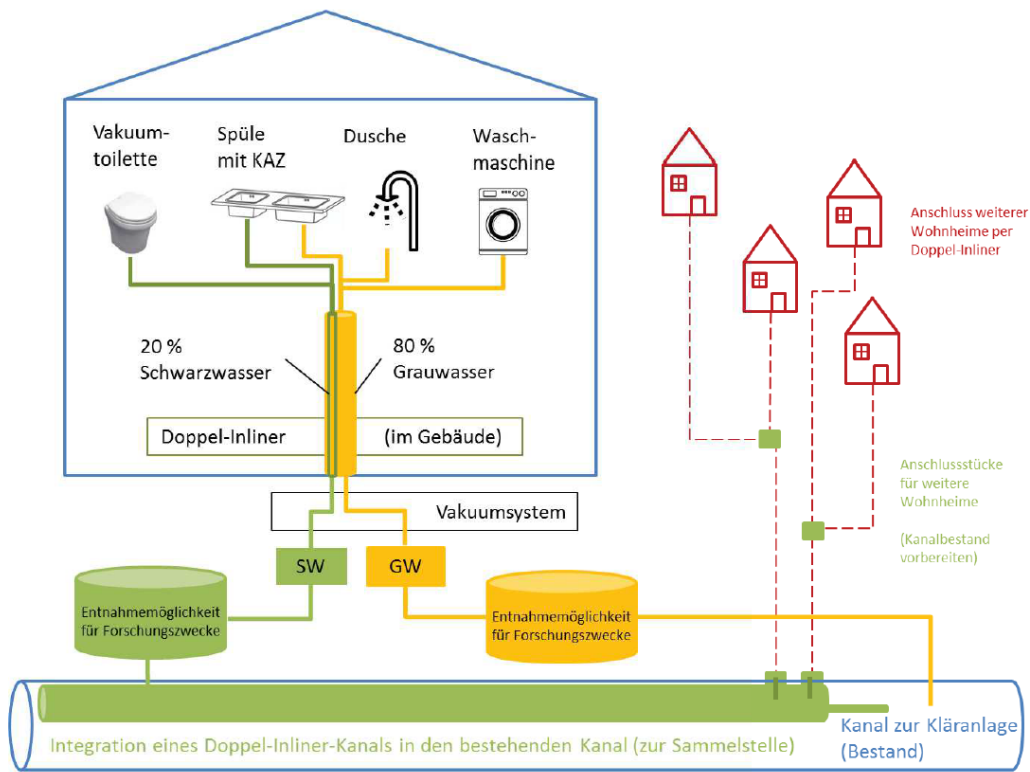 Vakuum-
toilette
Spüle
mit KAZ
Dusche
Wasch-
maschine
20 %
Schwarzwasser
80 %
Grauwasser
Doppel-Inliner
(im Gebäude)
Vakuumsystem
SW
GW
Entnahmemöglichkeit
für Forschungszwecke
Entnahmemöglichkeit
für Forschungszwecke
Anschluss weiterer
Wohnheime per
Doppel-Inliner
Anschlussstücke
für weitere
Wohnheime
(Kanalbestand
vorbereiten)
Integration eines Doppel-Inliner-Kanals in den bestehenden Kanal (zur Sammelstelle)
Kanal zur Kläranlage
(Bestand)